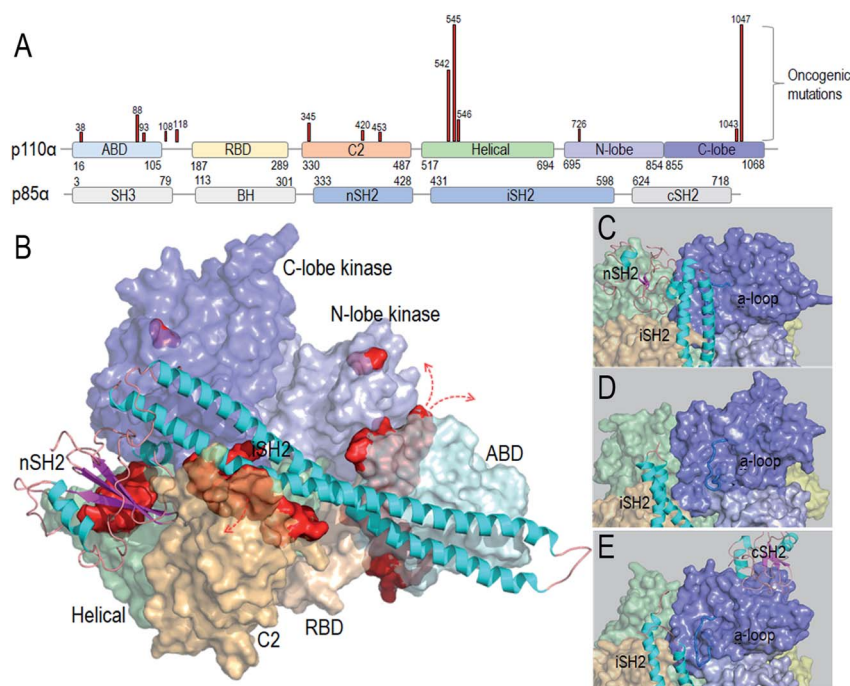 A
545
1047
542
Oncogenic
mutations
88
38
93
108
118
345
420
453
546
726
1043
p110α
ABD
RBD
C2
Helical
N-lobe
C-lobe
16
105
187
289
330
487
517
694
695
854
855
1068
p85α
3
79
113
301
333
428
431
598
624
718
SH3
BH
nSH2
iSH2
cSH2
B
C-lobe kinase
N-lobe kinase
nSH2
iSH2
ABD
Helical
C2
RBD
C
nSH2
a-loop
iSH2
D
a-loop
iSH2
E
cSH2
a-loop
iSH2